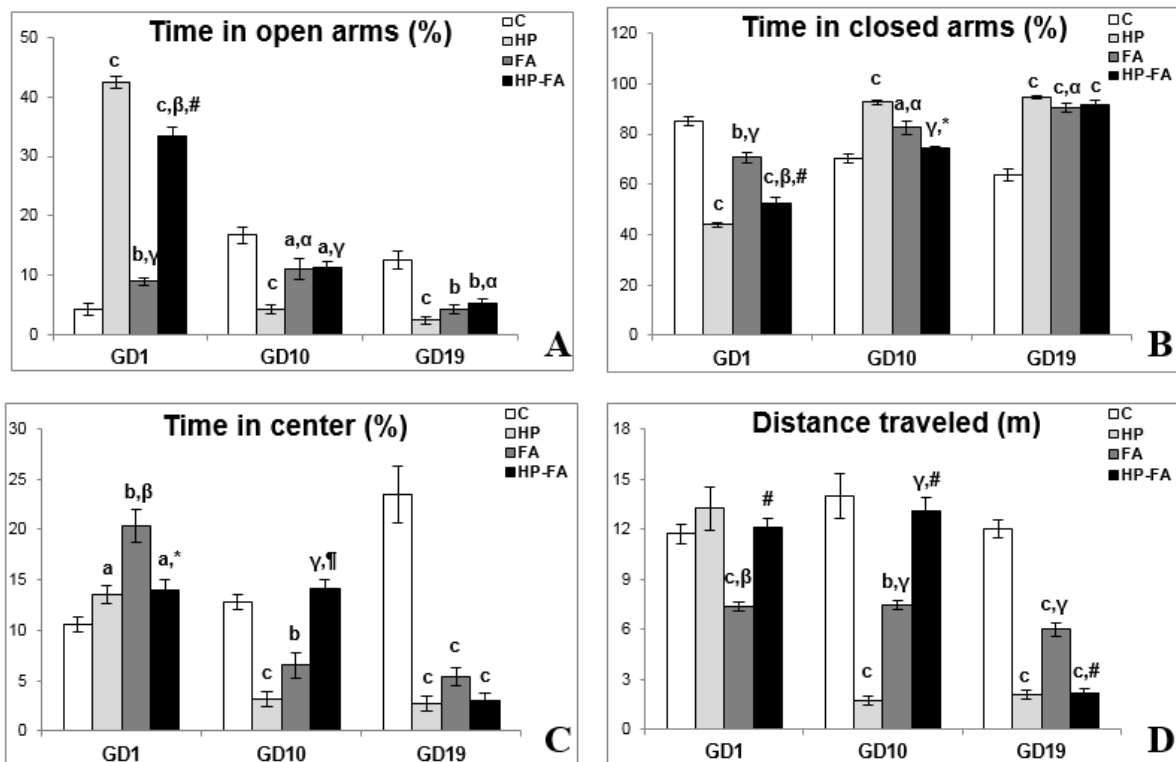 Time in open arms (%)
C
HP
FA
HP-FA
50
40
30
20
10
0
c
b,γ
c,β,#
c
a,α
a,γ
c
b
b,α
GD1 GD10 GD19
A
Time in closed arms (%)
C
HP
FA
HP-FA
120
100
80
60
40
20
0
c
b,γ
c,β,#
c
a,α
γ,*
c
c,α
c
GD1 GD10 GD19
B
Time in center (%)
C
HP
FA
HP-FA
30
25
20
15
10
5
0
a
b,β
a,*
c
b
γ,¶
c
c
c
GD1 GD10 GD19
C
Distance traveled (m)
C
HP
FA
HP-FA
18
15
12
9
6
3
0
c,β
#
c
b,γ
γ,#
c
c,γ
c,#
GD1 GD10 GD19
D